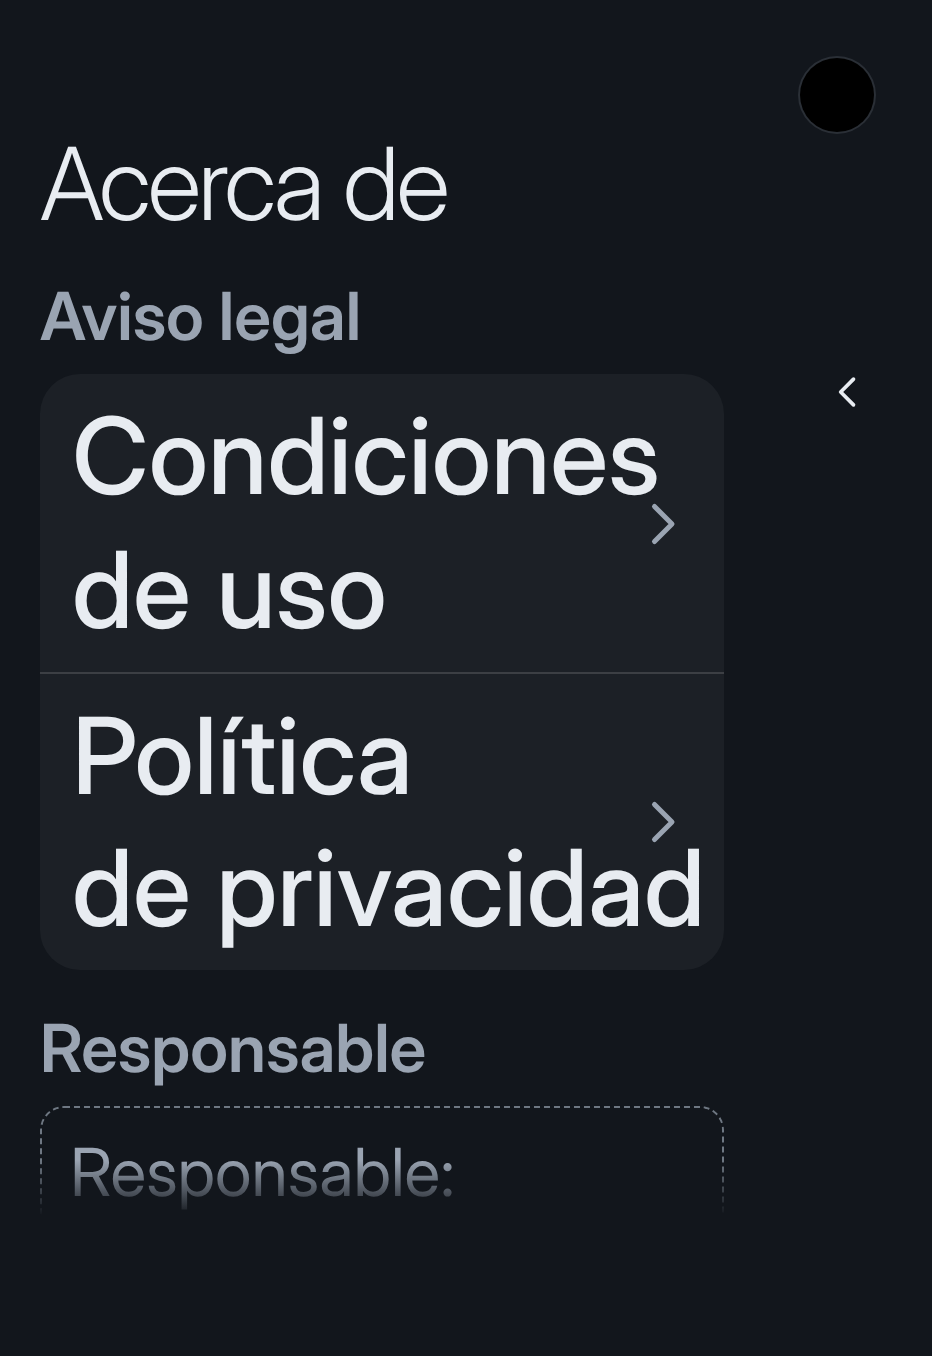 Acerca de
Aviso legal
Condiciones
de uso
Política
de privacidad
Responsable
Responsable: